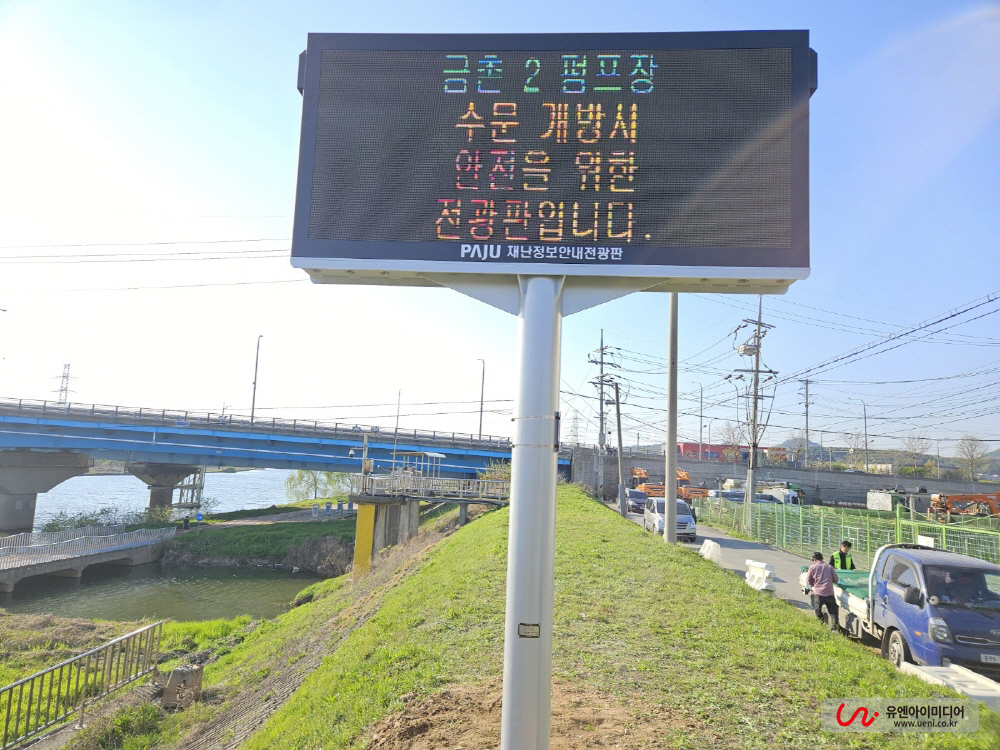 금촌 2 펌프장
수문 개방시
안전을 위한
전광판입니다.
PAJU 재난정보안내전광판
유엔아이미디어
www.ueni.co.kr